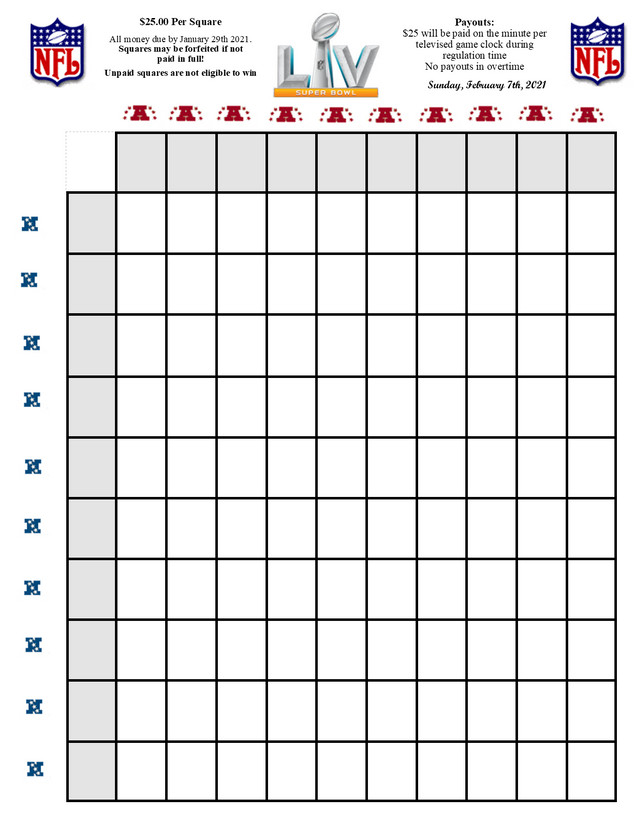 $25.00 Per Square
All money due by January 29th 2021.
Squares may be forfeited if not
paid in full!
Unpaid squares are not eligible to win
NFL
LIV
SUPER BOWL
Payouts:
$25 will be paid on the minute per
televised game clock during
regulation time
No payouts in overtime
Sunday, February 7th, 2021
NFL
A A A A A A A A A A
N
N
N
N
N
N
N
N
N
N